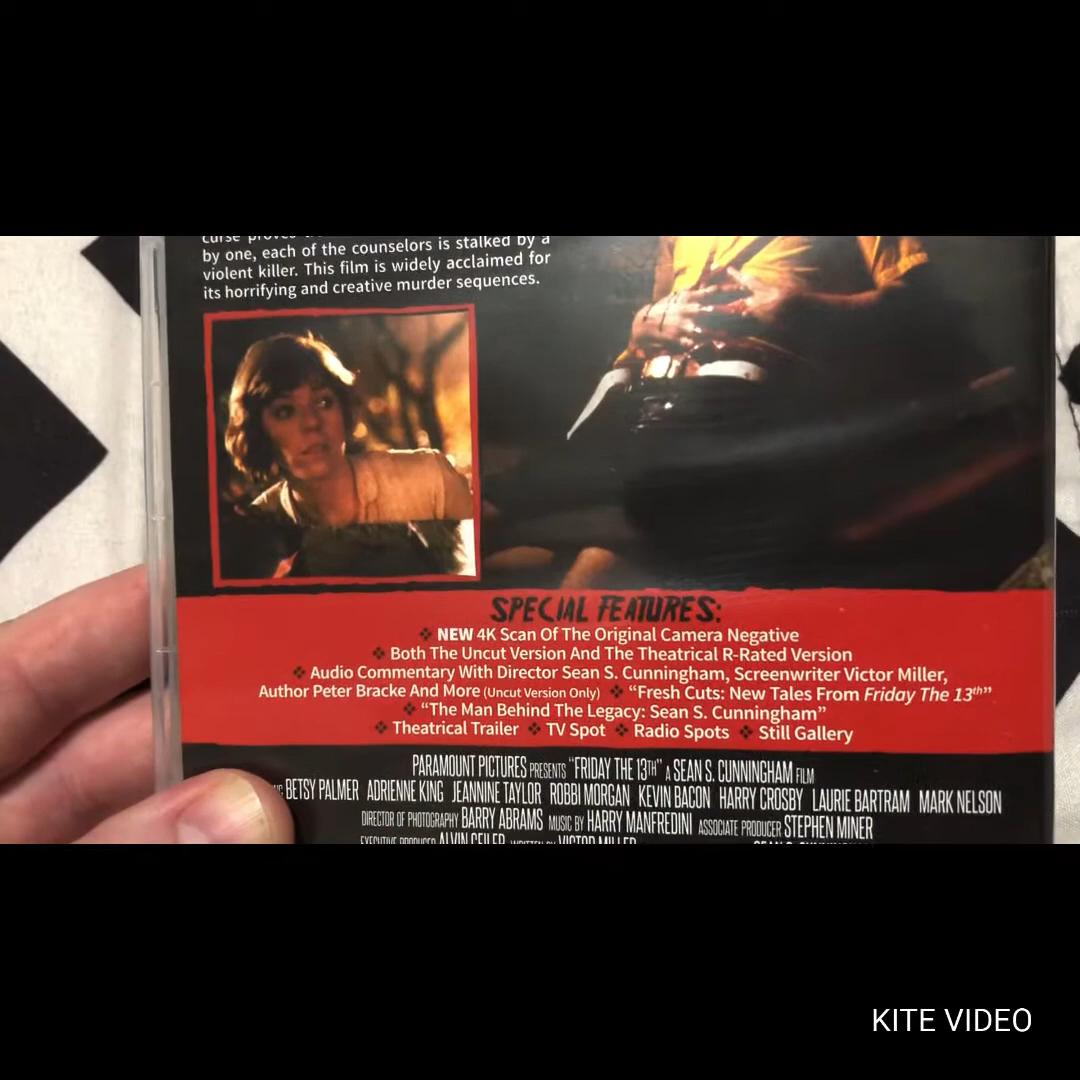 by one, each of the counselors is stalked by a
violent killer. This film is widely acclaimed for
its horrifying and creative murder sequences.
SPECIAL FEATURES:
❖ NEW 4K Scan Of The Original Camera Negative
❖ Both The Uncut Version And The Theatrical R-Rated Version
❖ Audio Commentary With Director Sean S. Cunningham, Screenwriter Victor Miller,
Author Peter Bracke And More (Uncut Version Only) ❖ “Fresh Cuts: New Tales From Friday The 13th”
❖ “The Man Behind The Legacy: Sean S. Cunningham”
❖ Theatrical Trailer ❖ TV Spot ❖ Radio Spots ❖ Still Gallery
PARAMOUNT PICTURES PRESENTS “FRIDAY THE 13TH” A SEAN S. CUNNINGHAM FILM
BETSY PALMER ADRIENNE KING JEANNINE TAYLOR ROBBI MORGAN KEVIN BACON HARRY CROSBY LAURIE BARTRAM MARK NELSON
DIRECTOR OF PHOTOGRAPHY BARRY ABRAMS MUSIC BY HARRY MANFREDINI ASSOCIATE PRODUCER STEPHEN MINER
KITE VIDEO